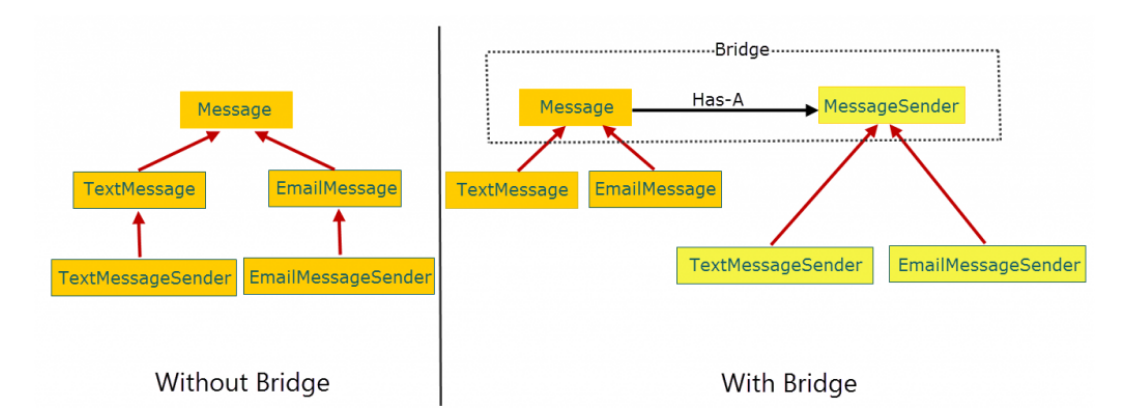 Message
TextMessage
EmailMessage
TextMessageSender
EmailMessageSender
Without Bridge
Bridge
Message
Has-A
MessageSender
TextMessage
EmailMessage
TextMessageSender
EmailMessageSender
With Bridge